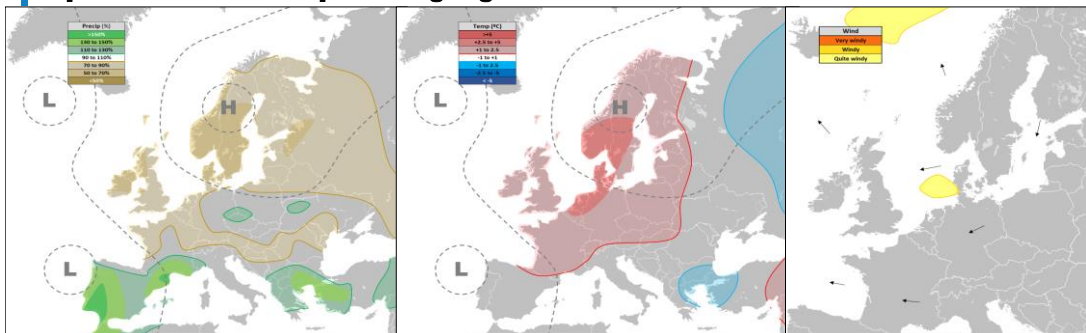 Precip (%)
>150%
130 to 150%
110 to 130%
90 to 110%
70 to 90%
50 to 70%
<50%
L
H
L
Temp (ºC)
>+5
+2.5 to +5
+1 to 2.5
-1 to +1
-1 to 2.5
-2.5 to -5
< -5
L
H
L
Wind
Very windy
Windy
Quite windy